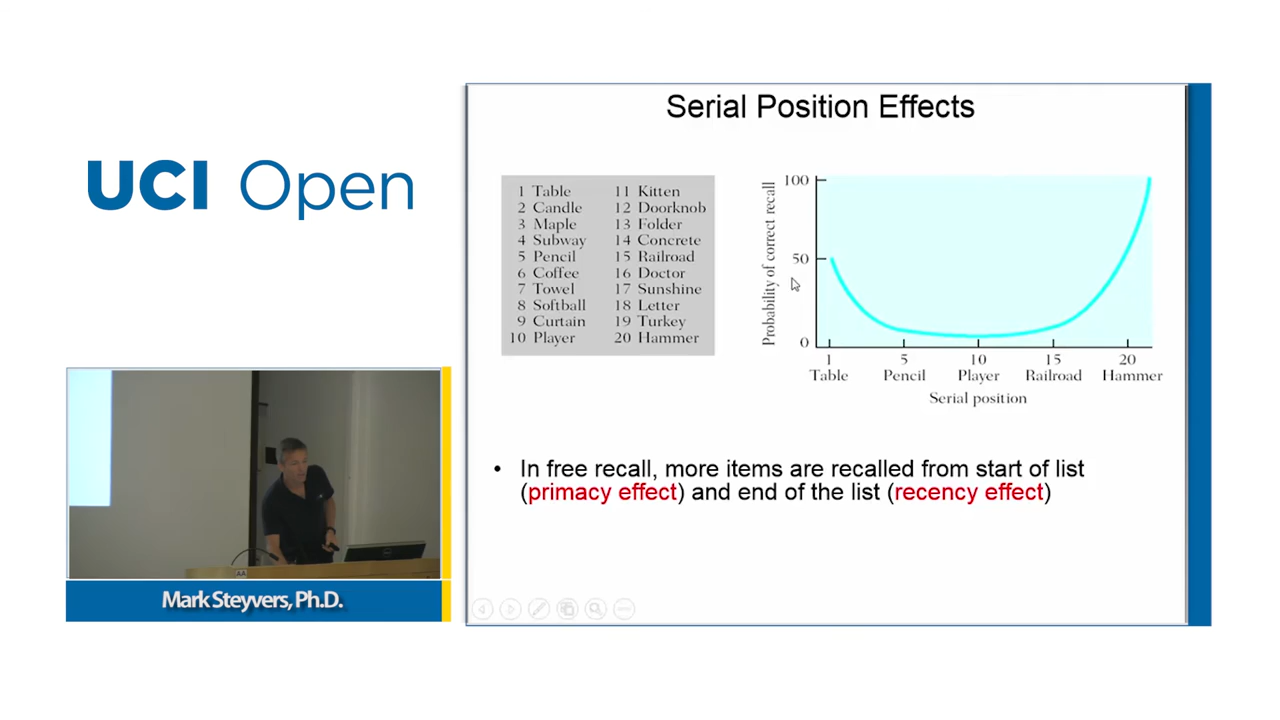 UCI Open
Serial Position Effects
1 Table
2 Candle
3 Maple
4 Subway
5 Pencil
6 Coffee
7 Towel
8 Softball
9 Curtain
10 Player
11 Kitten
12 Doorknob
13 Folder
14 Concrete
15 Railroad
16 Doctor
17 Sunshine
18 Letter
19 Turkey
20 Hammer
Probability of correct recall
100
50
0
1 5 10 15 20
Table Pencil Player Railroad Hammer
Serial position
• In free recall, more items are recalled from start of list
(primacy effect) and end of the list (recency effect)
Mark Steyvers, Ph.D.